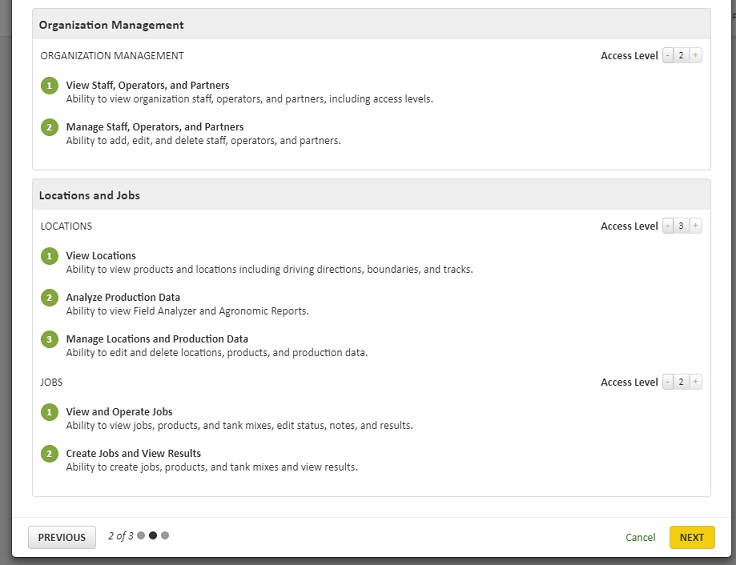 Organization Management
ORGANIZATION MANAGEMENT Access Level - 2 +
1 View Staff, Operators, and Partners
Ability to view organization staff, operators, and partners, including access levels.
2 Manage Staff, Operators, and Partners
Ability to add, edit, and delete staff, operators, and partners.
Locations and Jobs
LOCATIONS Access Level - 3 +
1 View Locations
Ability to view products and locations including driving directions, boundaries, and tracks.
2 Analyze Production Data
Ability to view Field Analyzer and Agronomic Reports.
3 Manage Locations and Production Data
Ability to edit and delete locations, products, and production data.
JOBS Access Level - 2 +
1 View and Operate Jobs
Ability to view jobs, products, and tank mixes, edit status, notes, and results.
2 Create Jobs and View Results
Ability to create jobs, products, and tank mixes and view results.
PREVIOUS 2 of 3 Cancel NEXT